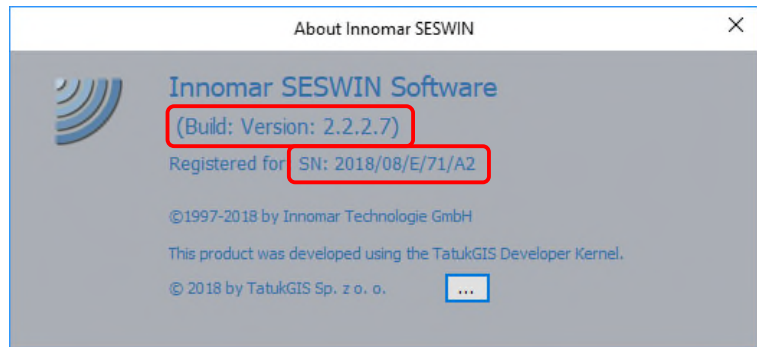 About Innomar SESWIN
Innomar SESWIN Software
(Build: Version: 2.2.2.7)
Registered for SN: 2018/08/E/71/A2
©1997-2018 by Innomar Technologie GmbH
This product was developed using the TatukGIS Developer Kernel.
© 2018 by TatukGIS Sp. z o. o. ...